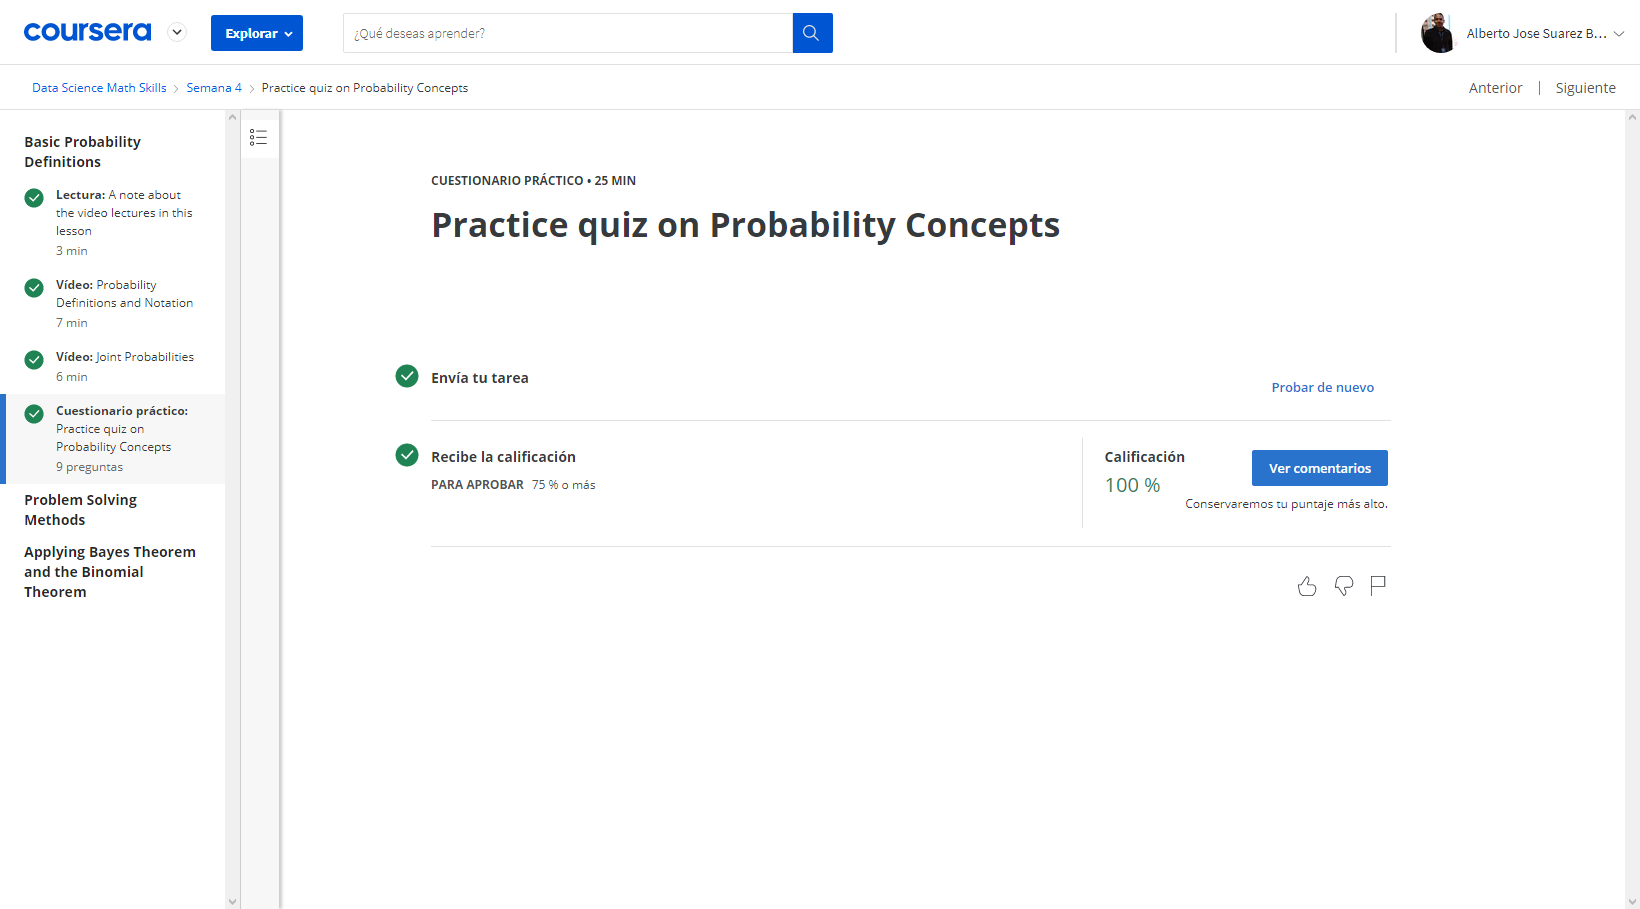 coursera
Explorar
¿Qué deseas aprender?
Alberto Jose Suarez B...
Data Science Math Skills > Semana 4 > Practice quiz on Probability Concepts
Anterior | Siguiente
Basic Probability
Definitions
Lectura: A note about
the video lectures in this
lesson
3 min
Vídeo: Probability
Definitions and Notation
7 min
Vídeo: Joint Probabilities
6 min
Cuestionario práctico:
Practice quiz on
Probability Concepts
9 preguntas
Problem Solving
Methods
Applying Bayes Theorem
and the Binomial
Theorem
CUESTIONARIO PRÁCTICO • 25 MIN
Practice quiz on Probability Concepts
Envía tu tarea
Probar de nuevo
Recibe la calificación
PARA APROBAR 75 % o más
Calificación
100 %
Ver comentarios
Conservaremos tu puntaje más alto.